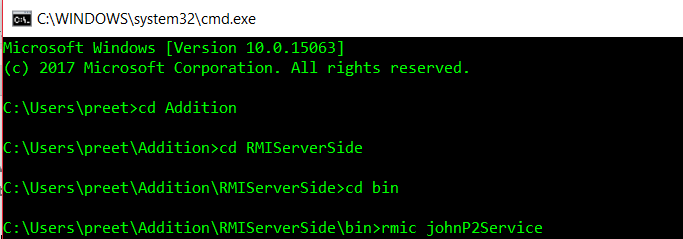 C:\WINDOWS\system32\cmd.exe
Microsoft Windows [Version 10.0.15063]
(c) 2017 Microsoft Corporation. All rights reserved.
C:\Users\preet>cd Addition
C:\Users\preet\Addition>cd RMIServerSide
C:\Users\preet\Addition\RMIServerSide>cd bin
C:\Users\preet\Addition\RMIServerSide\bin>rmic johnP2Service